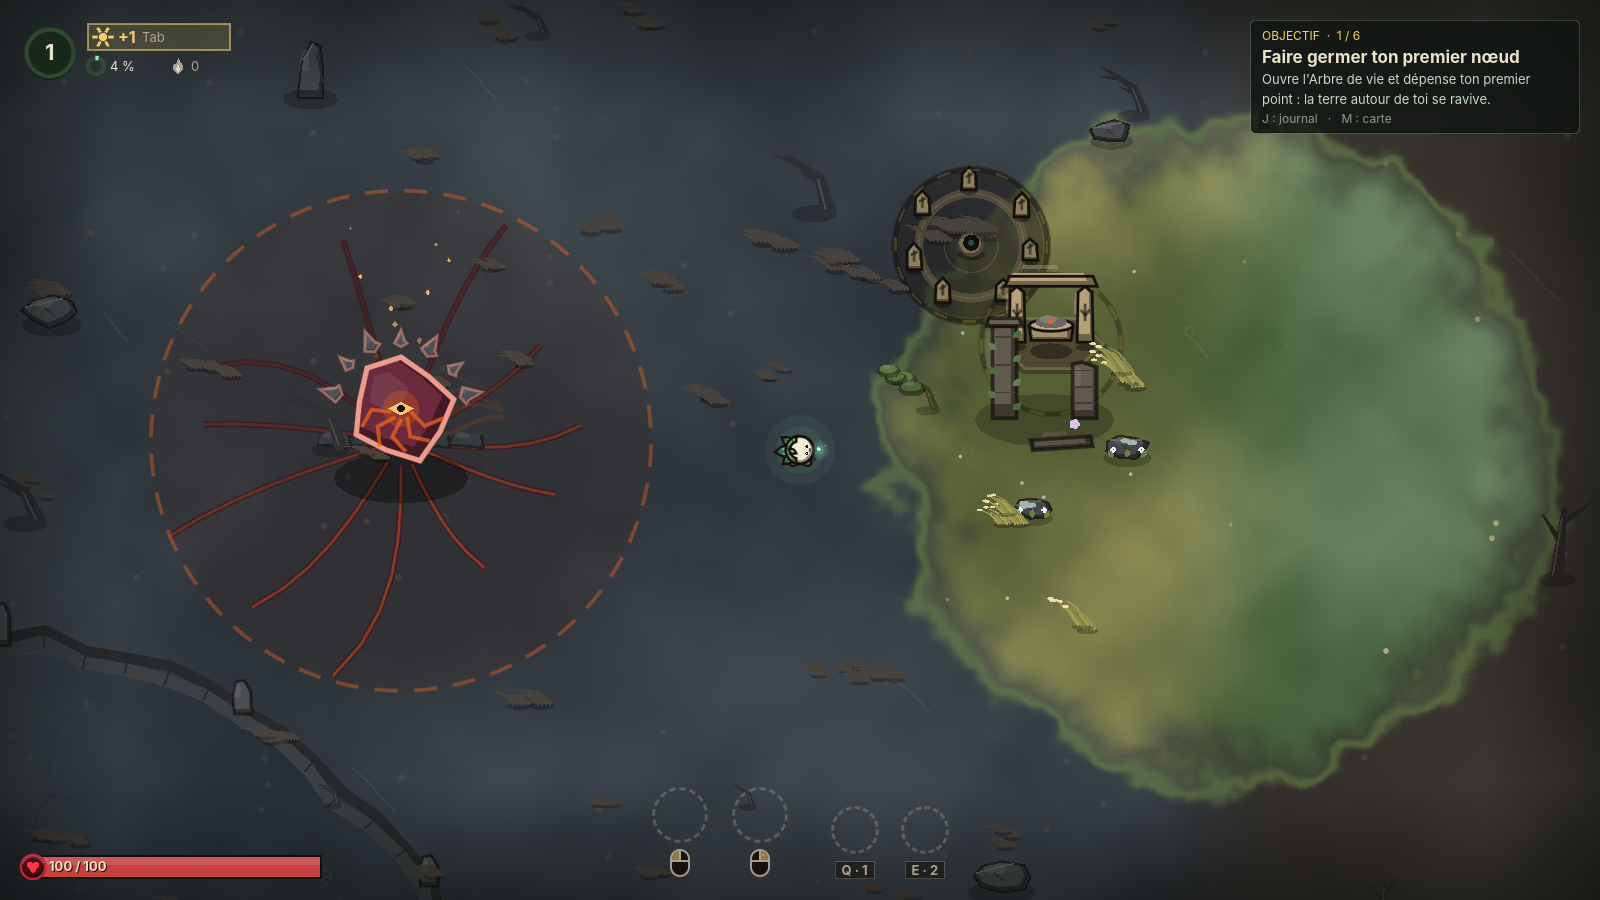 1
+1 Tab
4 % 0
OBJECTIF · 1 / 6
Faire germer ton premier nœud
Ouvre l'Arbre de vie et dépense ton premier
point : la terre autour de toi se ravive.
J : journal · M : carte
100 / 100
Q · 1 E · 2